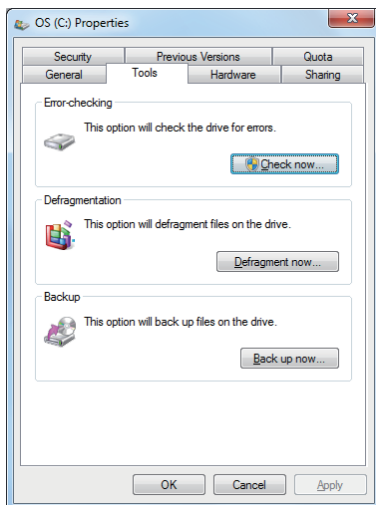 OS (C:) Properties
Security Previous Versions Quota
General Tools Hardware Sharing
Error-checking
This option will check the drive for errors.
Check now...
Defragmentation
This option will defragment files on the drive.
Defragment now...
Backup
This option will back up files on the drive.
Back up now...
OK Cancel Apply